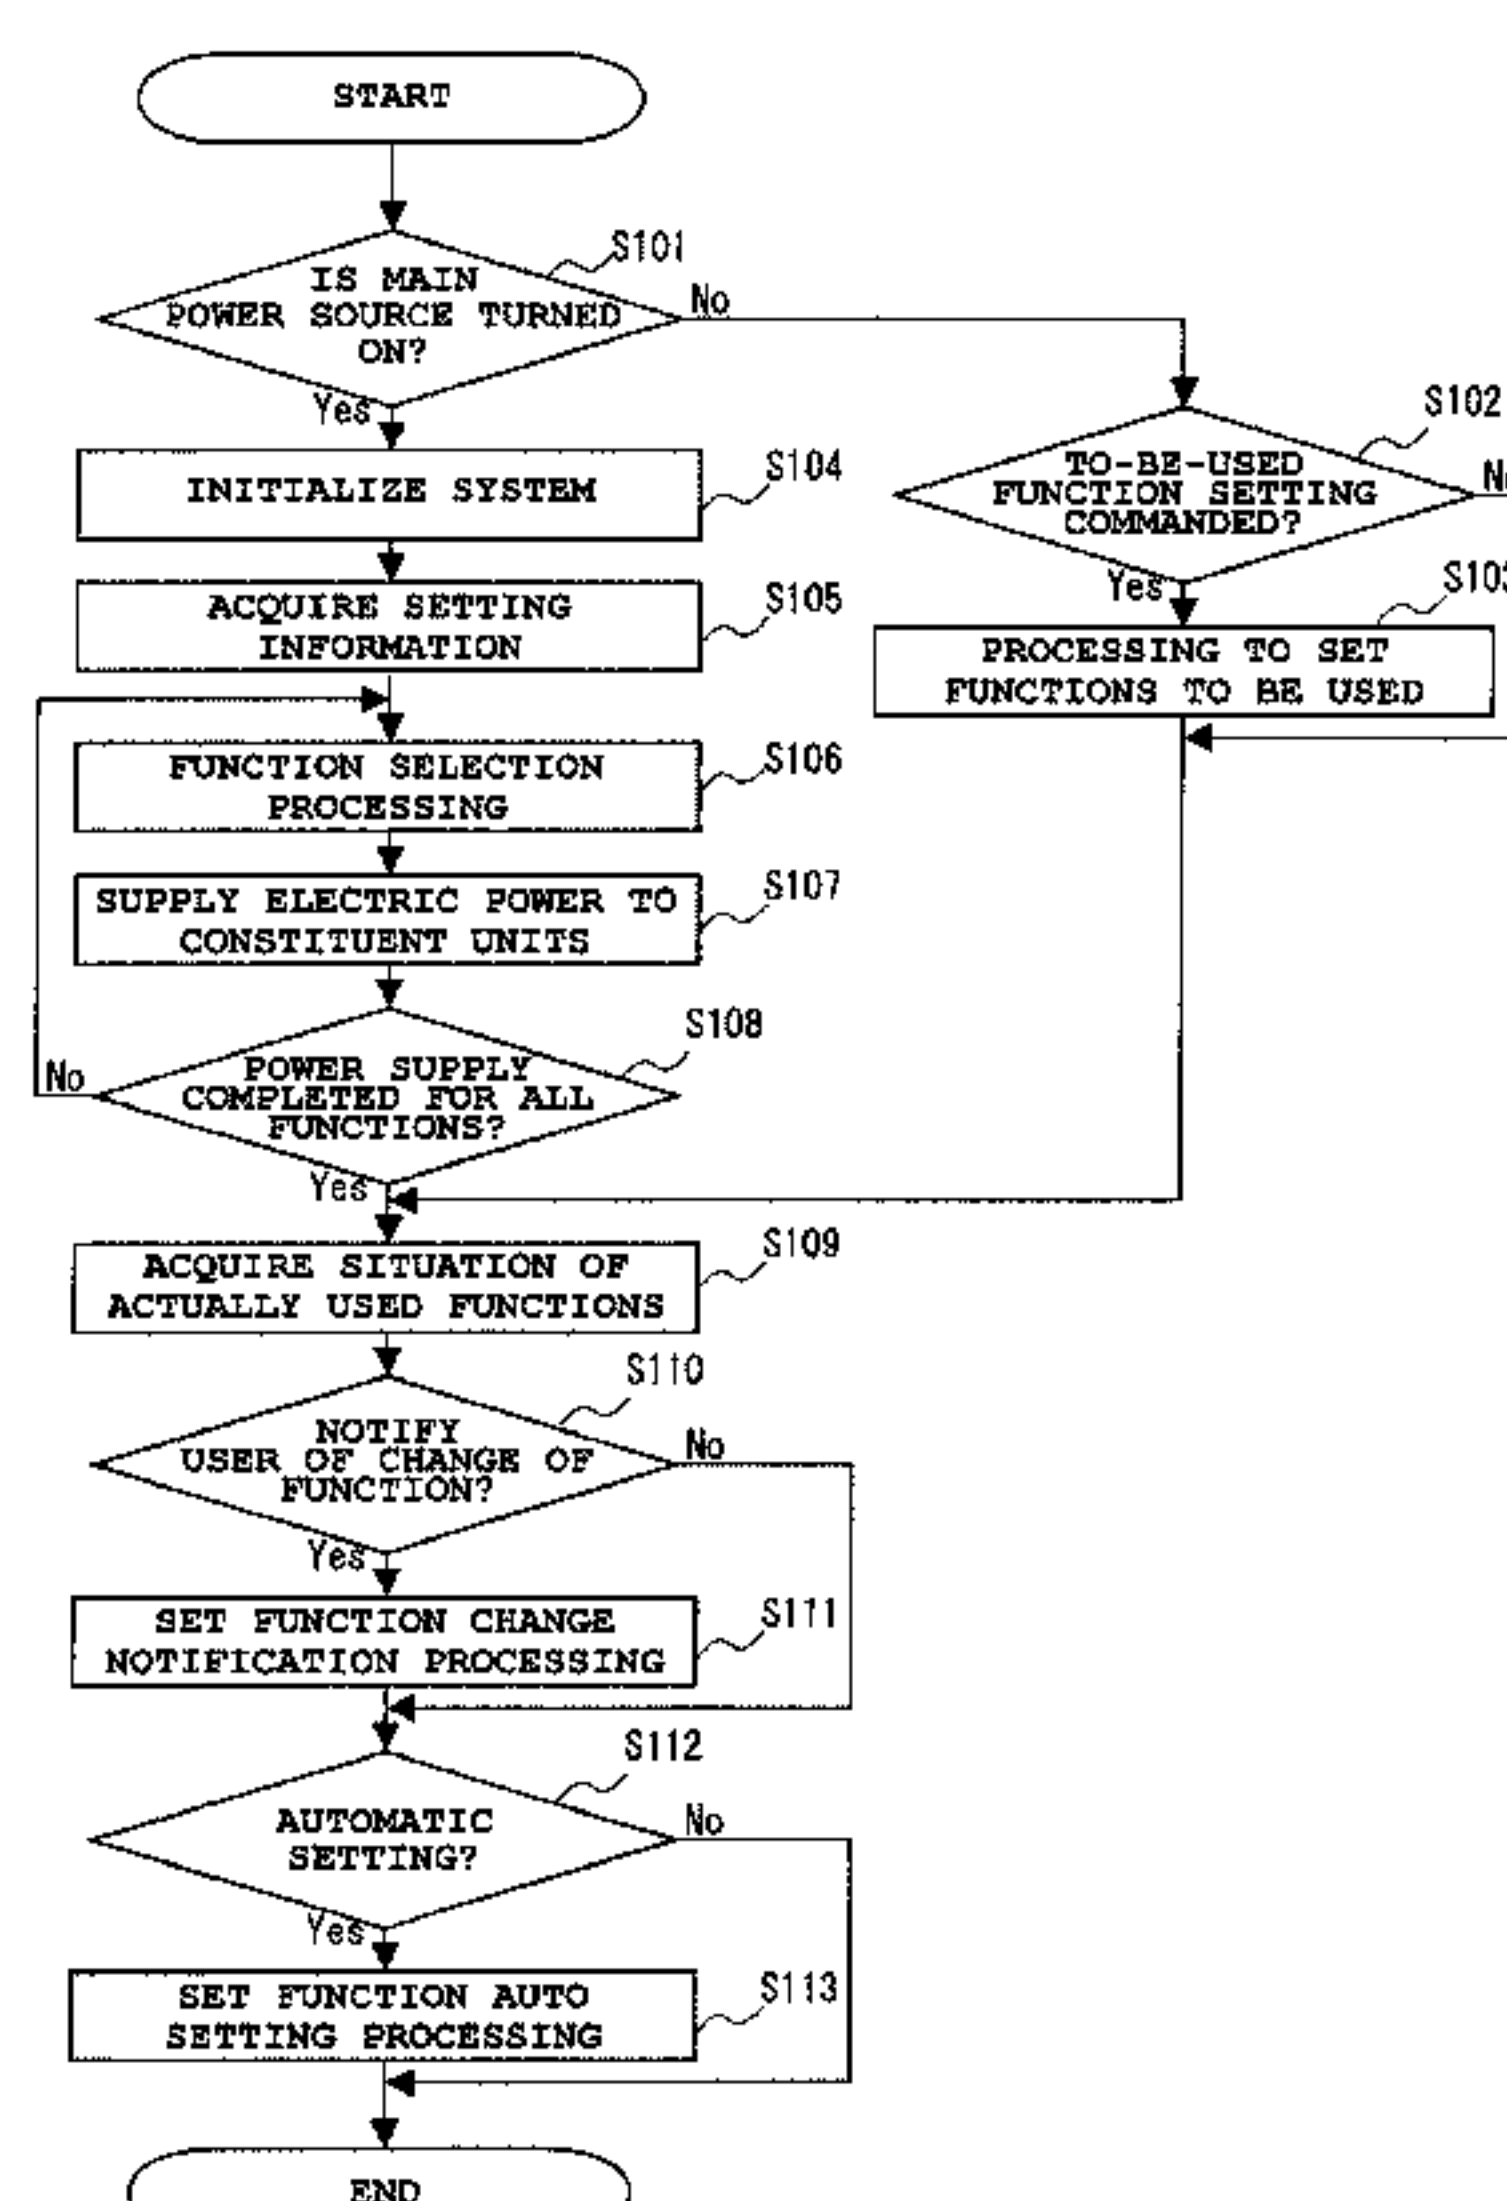 START
S101
IS MAIN
POWER SOURCE TURNED
ON?
No
Yes
S102
TO-BE-USED
FUNCTION SETTING
COMMANDED?
Yes
S104
INITIALIZE SYSTEM
S103
PROCESSING TO SET
FUNCTIONS TO BE USED
S105
ACQUIRE SETTING
INFORMATION
S106
FUNCTION SELECTION
PROCESSING
S107
SUPPLY ELECTRIC POWER TO
CONSTITUENT UNITS
S108
POWER SUPPLY
COMPLETED FOR ALL
FUNCTIONS?
No
Yes
S109
ACQUIRE SITUATION OF
ACTUALLY USED FUNCTIONS
S110
NOTIFY
USER OF CHANGE OF
FUNCTION?
No
Yes
S111
SET FUNCTION CHANGE
NOTIFICATION PROCESSING
S112
AUTOMATIC
SETTING?
No
Yes
S113
SET FUNCTION AUTO
SETTING PROCESSING
END